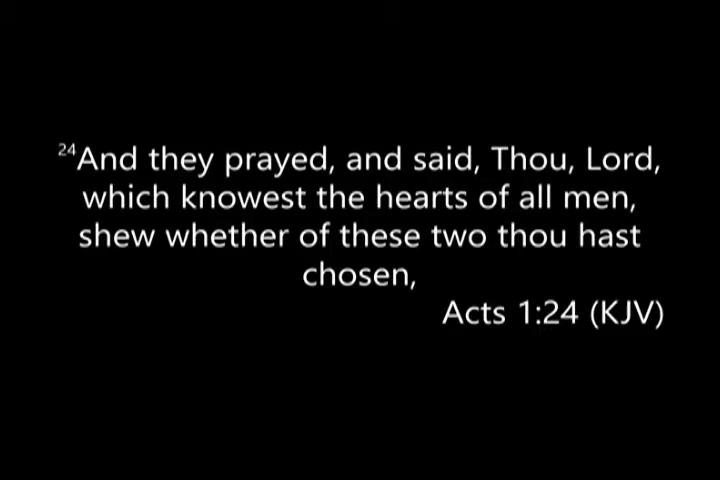 24And they prayed, and said, Thou, Lord,
which knowest the hearts of all men,
shew whether of these two thou hast
chosen,
Acts 1:24 (KJV)